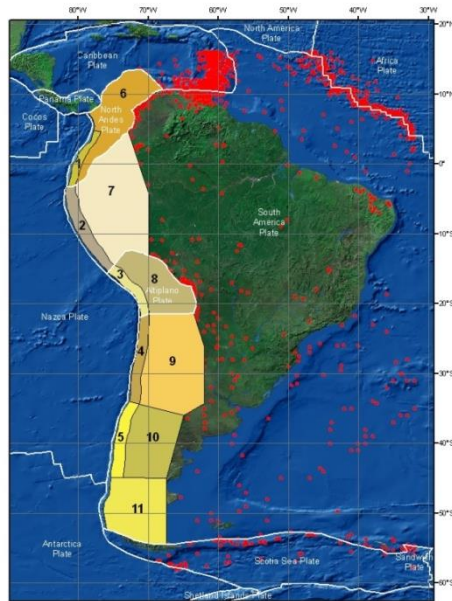 80°W
70°W
60°W
50°W
40°W
30°W
20°N
North America
Plate
Caribbean
Plate
Africa
Plate
10°N
6
Panama Plate
North
Andes
Plate
Cocos
Plate
1
0°
7
South
America
Plate
2
10°S
3
8
Altiplano
Plate
Nazca Plate
20°S
4
9
30°S
5
10
40°S
11
50°S
Antarctica
Plate
Scotia Sea Plate
Sandwich
Plate
Shetland Islands Plate
60°S